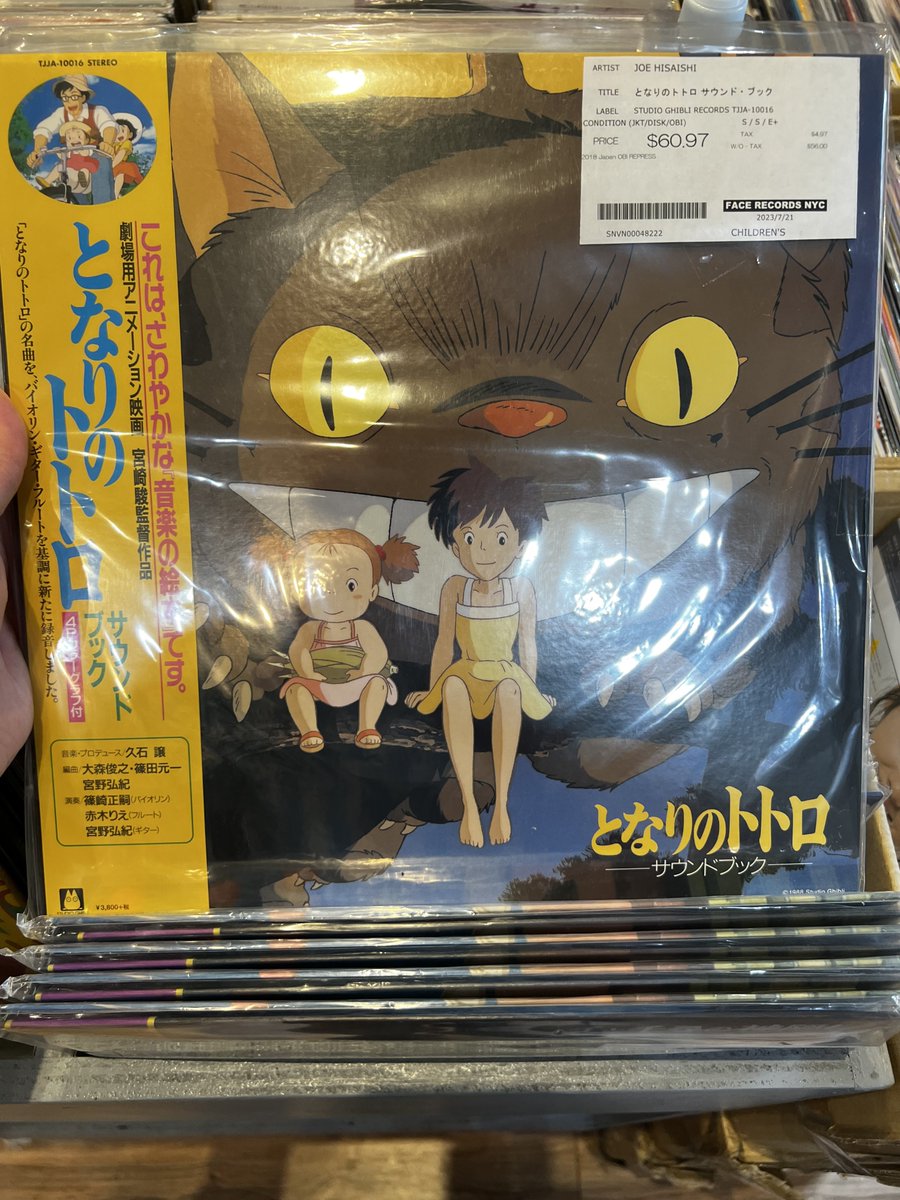 TJJA-10016 STEREO
これは、さわやかな『音楽の絵本』です。
劇場用アニメーション映画 宮崎駿監督作品
となりの
トトロ
サウンド
ブック
「となりのトトロ」の名曲を、バイオリン・ギター・フルートを基調に新たに録音しました。
音楽・プロデュース/久石 譲
編曲/大森俊之・篠田元一
宮野弘紀
演奏/篠崎正嗣(バイオリン)
赤木りえ(フルート)
宮野弘紀(ギター)
¥3,800+税
ARTIST JOE HISAISHI
TITLE となりのトトロ サウンド・ブック
LABEL STUDIO GHIBLI RECORDS TJJA-10016
CONDITION (JKT/DISK/OBI) S / S / E+
PRICE $60.97
TAX $4.97
W/O - TAX $56.00
2018 Japan OBI REPRESS
FACE RECORDS NYC
2023/7/21
SNVN00048222 CHILDREN'S
となりのトトロ
サウンドブック
©1988 Studio Ghibli